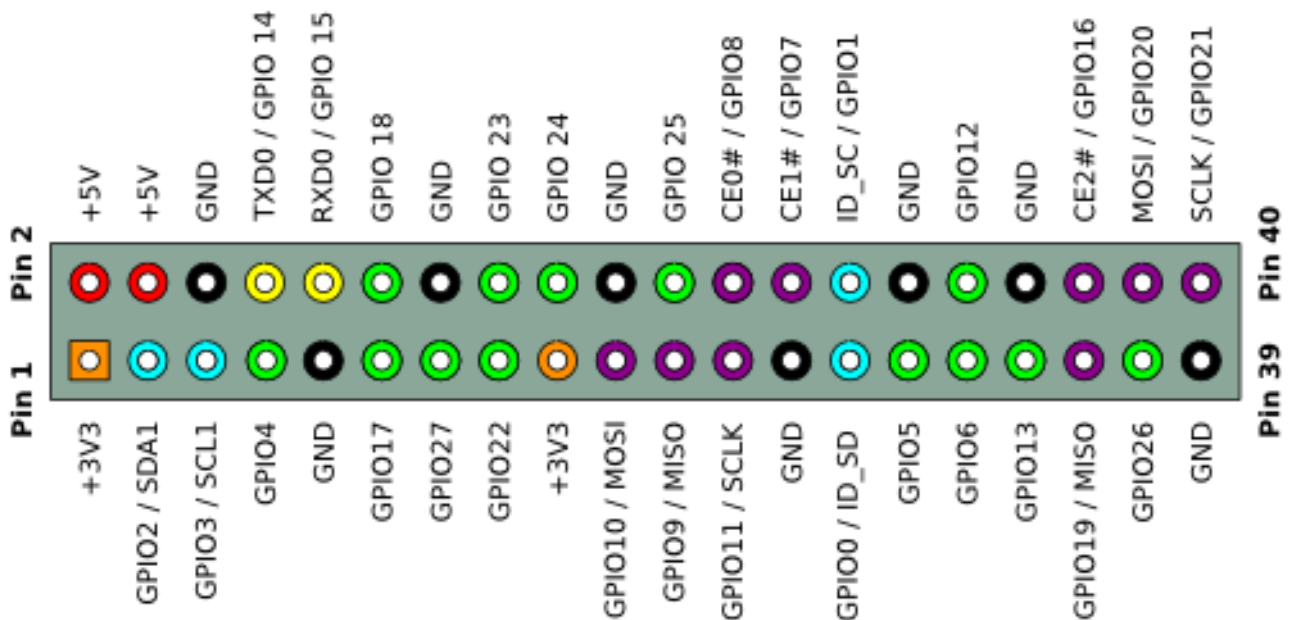 +5V
+5V
GND
TXD0 / GPIO 14
RXD0 / GPIO 15
GPIO 18
GND
GPIO 23
GPIO 24
GND
GPIO 25
CE0# / GPIO8
CE1# / GPIO7
ID_SC / GPIO1
GND
GPIO12
GND
CE2# / GPIO16
MOSI / GPIO20
SCLK / GPIO21
Pin 2
Pin 40
Pin 1
Pin 39
+3V3
GPIO2 / SDA1
GPIO3 / SCL1
GPIO4
GND
GPIO17
GPIO27
GPIO22
+3V3
GPIO10 / MOSI
GPIO9 / MISO
GPIO11 / SCLK
GND
GPIO0 / ID_SD
GPIO5
GPIO6
GPIO13
GPIO19 / MISO
GPIO26
GND